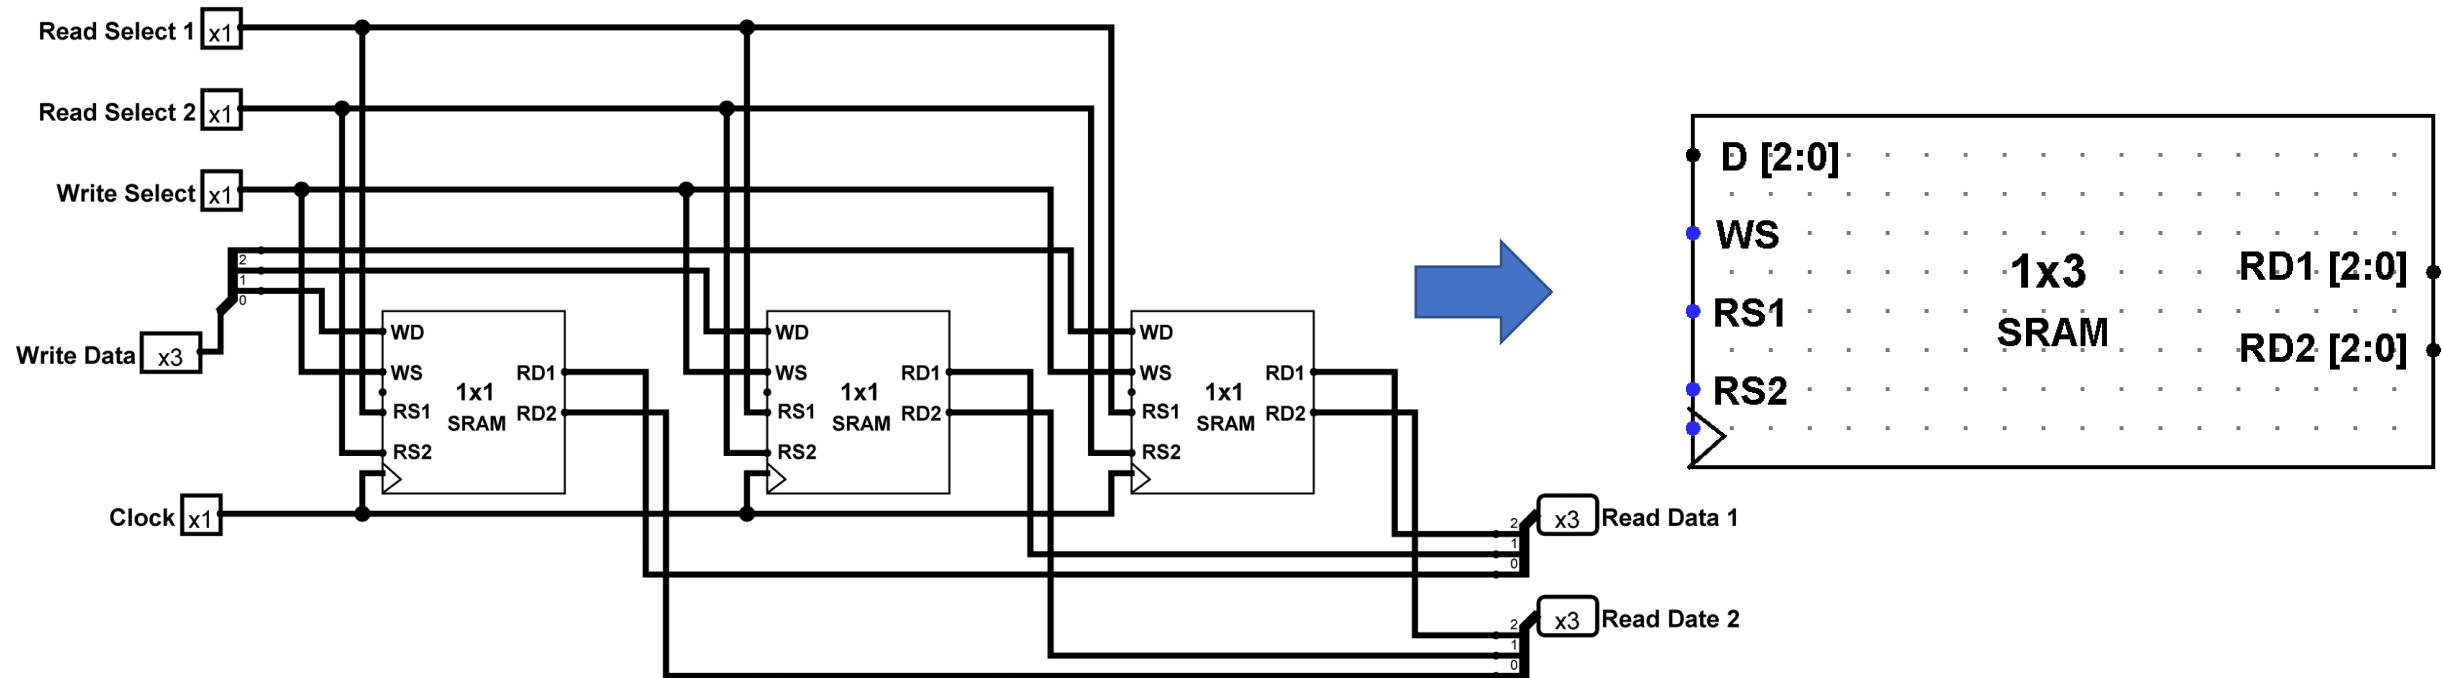 Read Select 1 x1
Read Select 2 x1
Write Select x1
2
1
0
Write Data x3
Clock x1
WD
WS
RS1
RS2
1x1
SRAM
RD1
RD2
WD
WS
RS1
RS2
1x1
SRAM
RD1
RD2
WD
WS
RS1
RS2
1x1
SRAM
RD1
RD2
2
1
0
x3 Read Data 1
2
1
0
x3 Read Date 2
D [2:0]
WS
RS1
RS2
1x3
SRAM
RD1 [2:0]
RD2 [2:0]